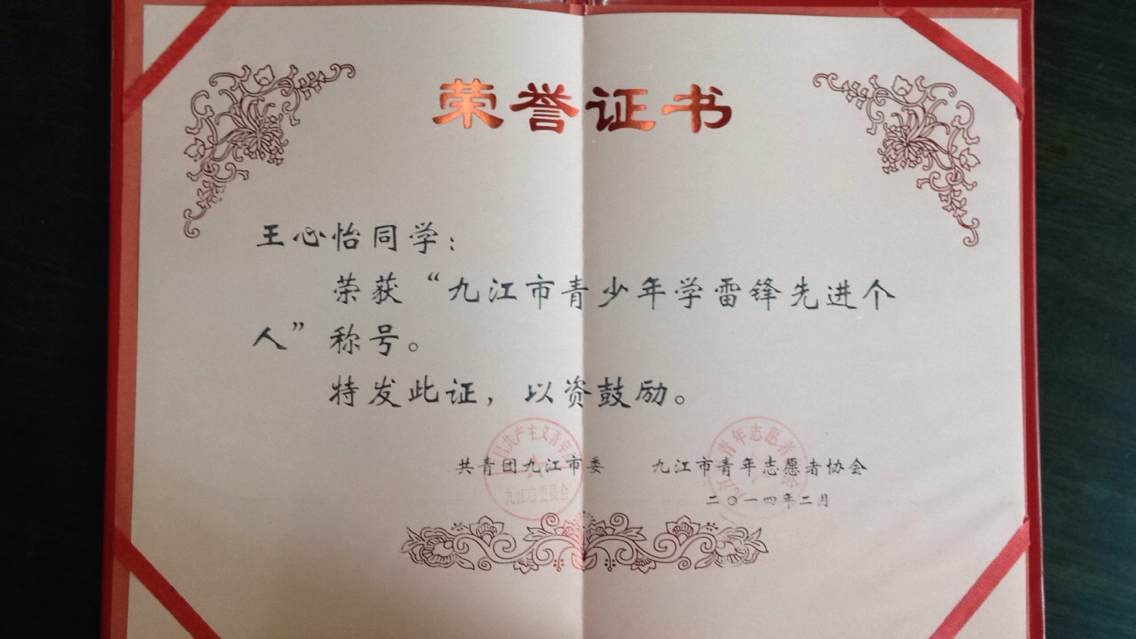 荣誉证书
王心怡同学：
荣获“九江市青少年学雷锋先进个
人”称号。
特发此证，以资鼓励。
共青团九江市委 九江市青年志愿者协会
二〇一四年二月